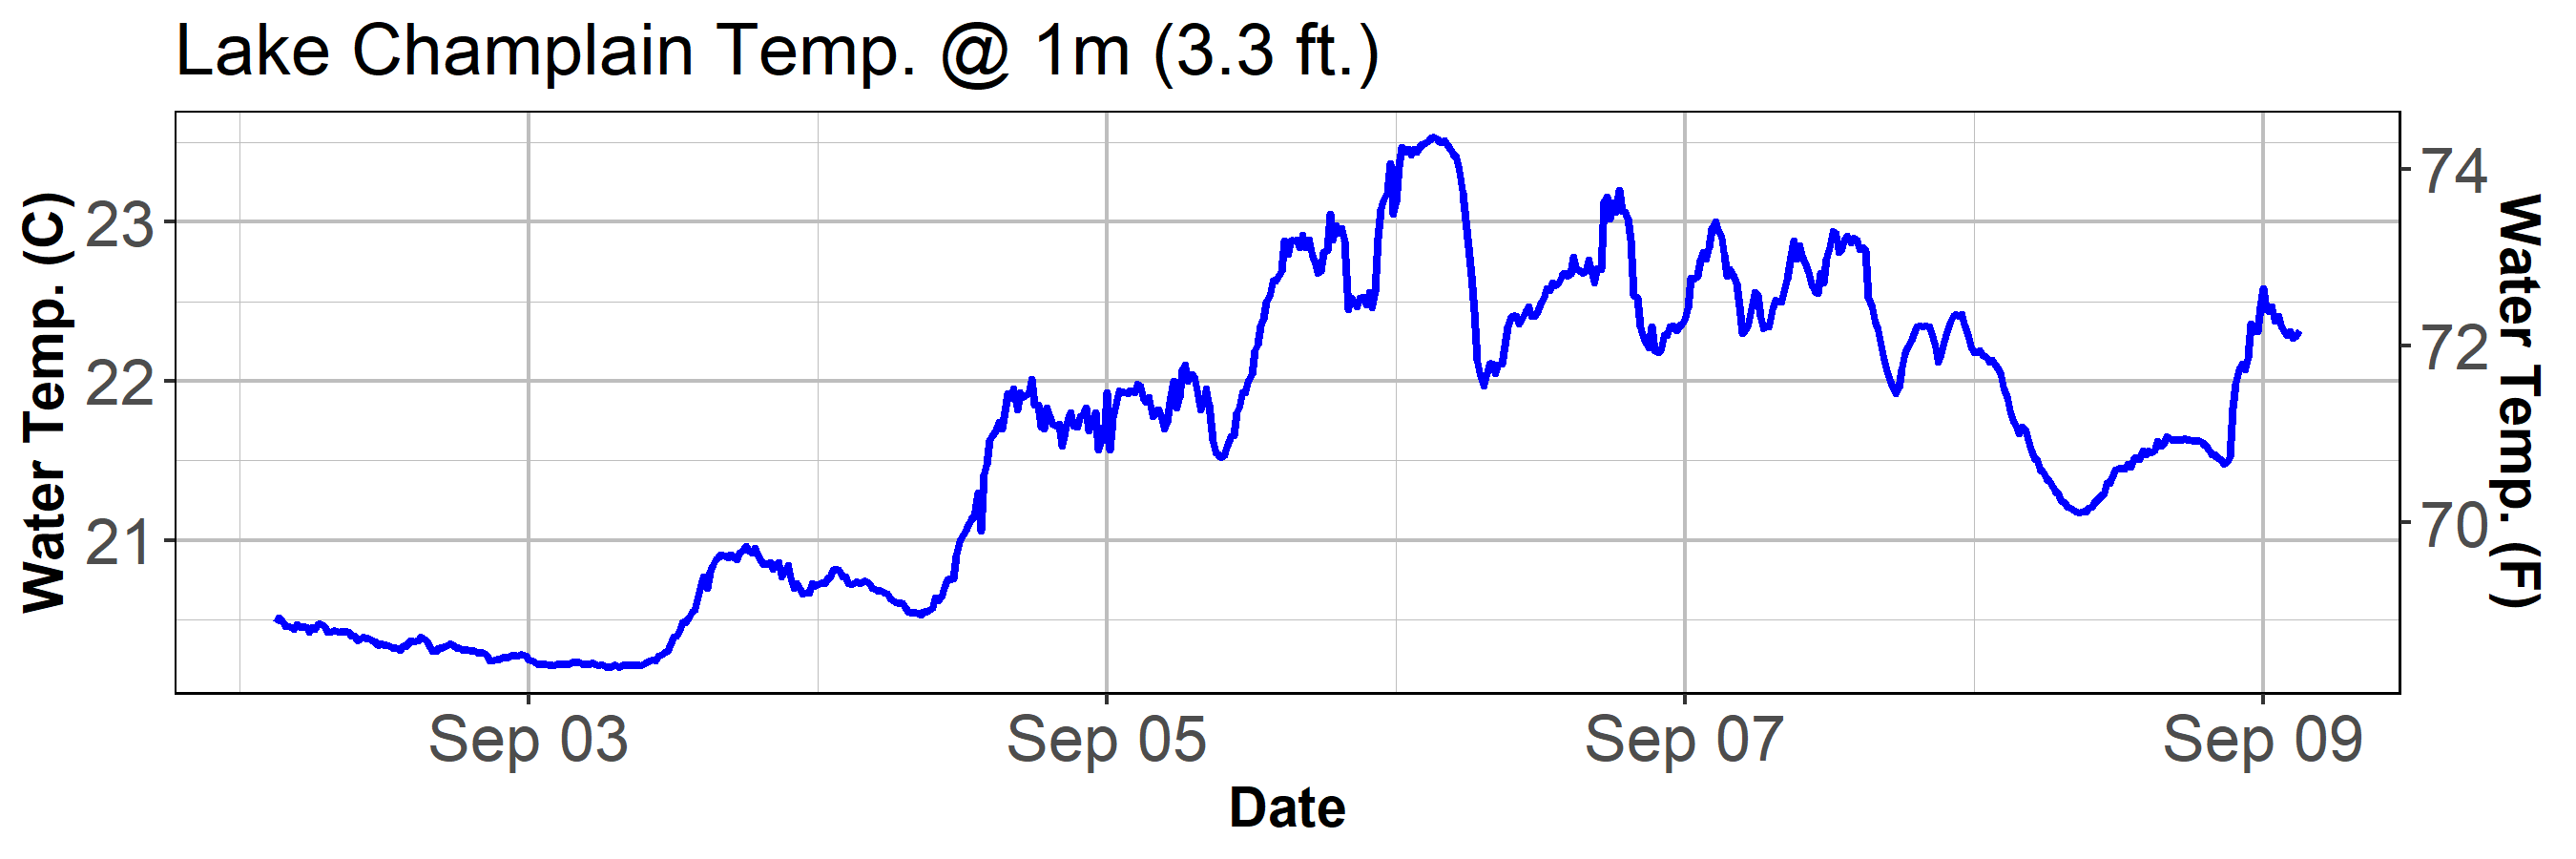 Lake Champlain Temp. @ 1m (3.3 ft.)
Water Temp. (C)
23
22
21
74
72
70
Water Temp. (F)
Sep 03
Sep 05
Sep 07
Sep 09
Date